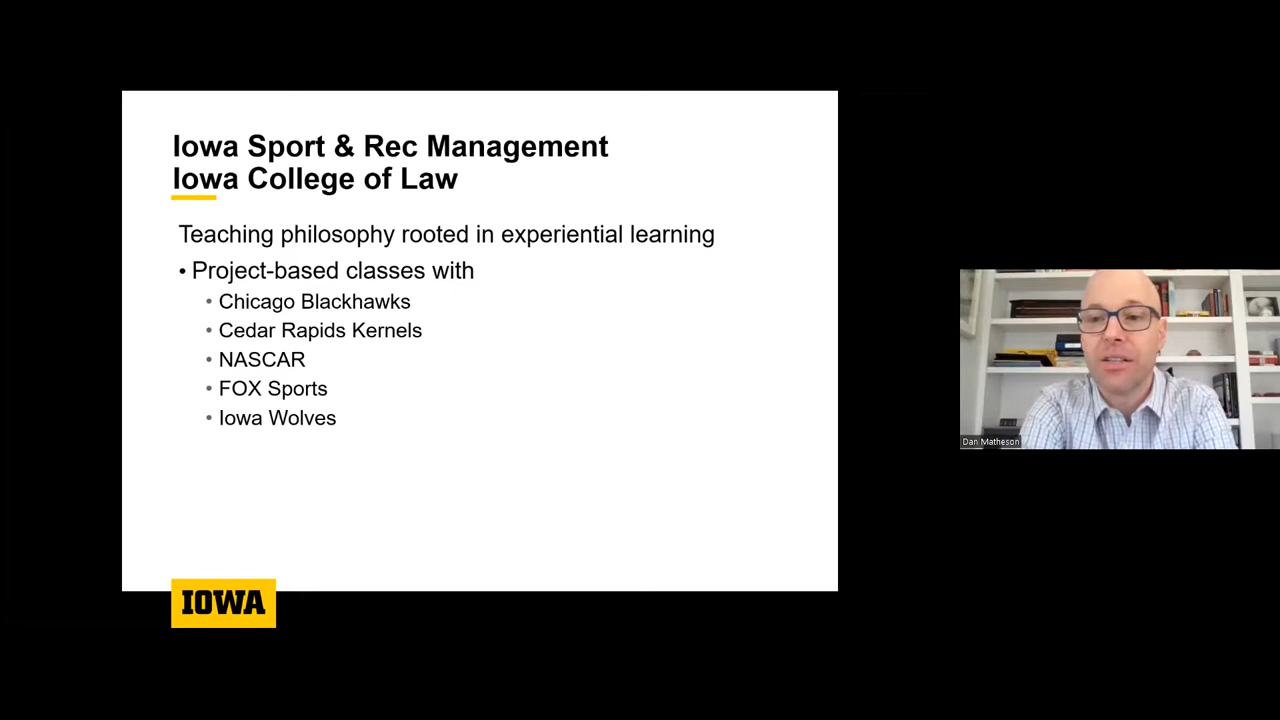 Iowa Sport & Rec Management
Iowa College of Law
Teaching philosophy rooted in experiential learning
• Project-based classes with
• Chicago Blackhawks
• Cedar Rapids Kernels
• NASCAR
• FOX Sports
• Iowa Wolves
Dan Matheson
IOWA